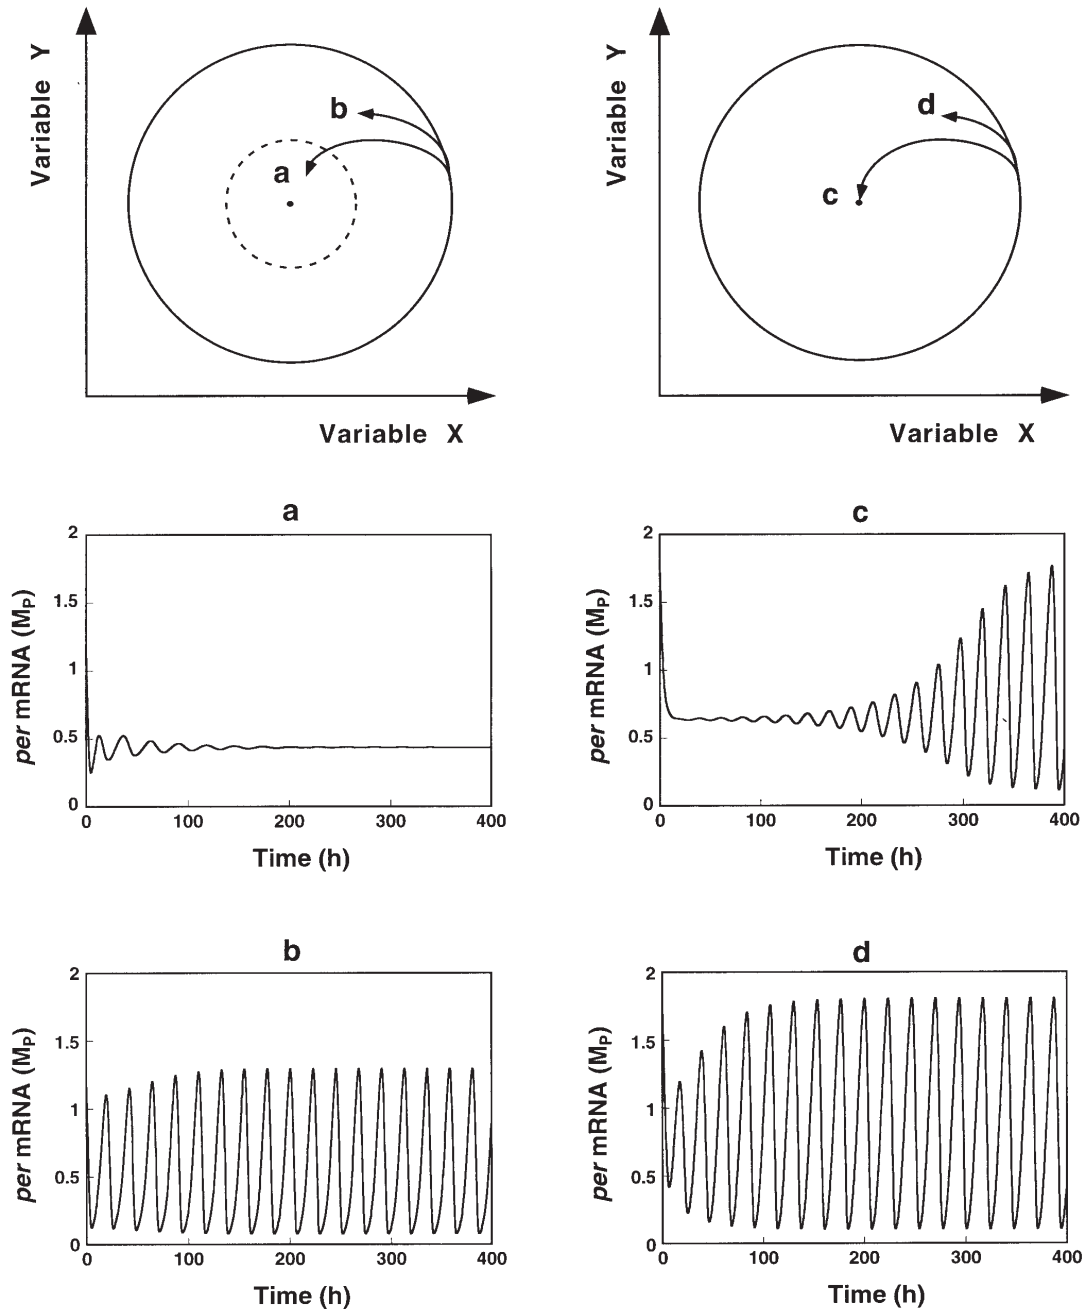 Variable Y
b
a
Variable X
Variable Y
d
c
Variable X
a
per mRNA (MP)
2
1.5
1
0.5
0
0 100 200 300 400
Time (h)
c
per mRNA (MP)
2
1.5
1
0.5
0
0 100 200 300 400
Time (h)
b
per mRNA (MP)
2
1.5
1
0.5
0
0 100 200 300 400
Time (h)
d
per mRNA (MP)
2
1.5
1
0.5
0
0 100 200 300 400
Time (h)